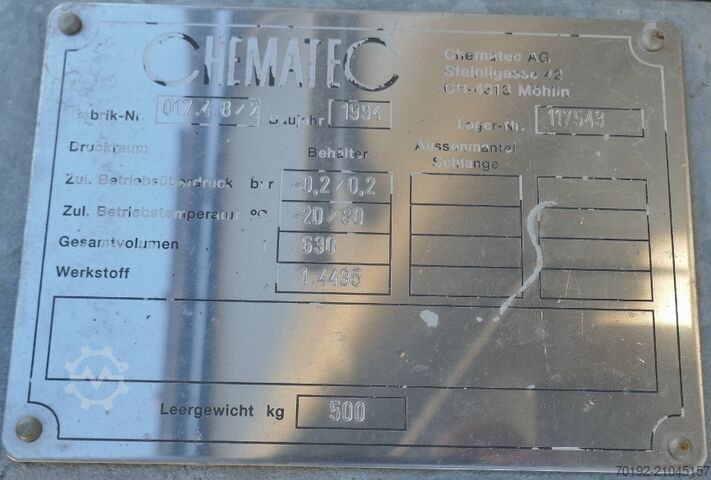 CHEMATEC
Chematec AG
Steinligasse 42
CH-4313 Möhlin
Fabrik-Nr. Baujahr 1994 Lager-Nr. 117543
Druckraum Behälter Aussenmantel
Schlange
Zul. Betriebsüberdruck bar -0,2/0,2
Zul. Betriebstemperatur °C -20/80
Gesamtvolumen l 630
Werkstoff 1.4435
Leergewicht kg 500
70192-21045157